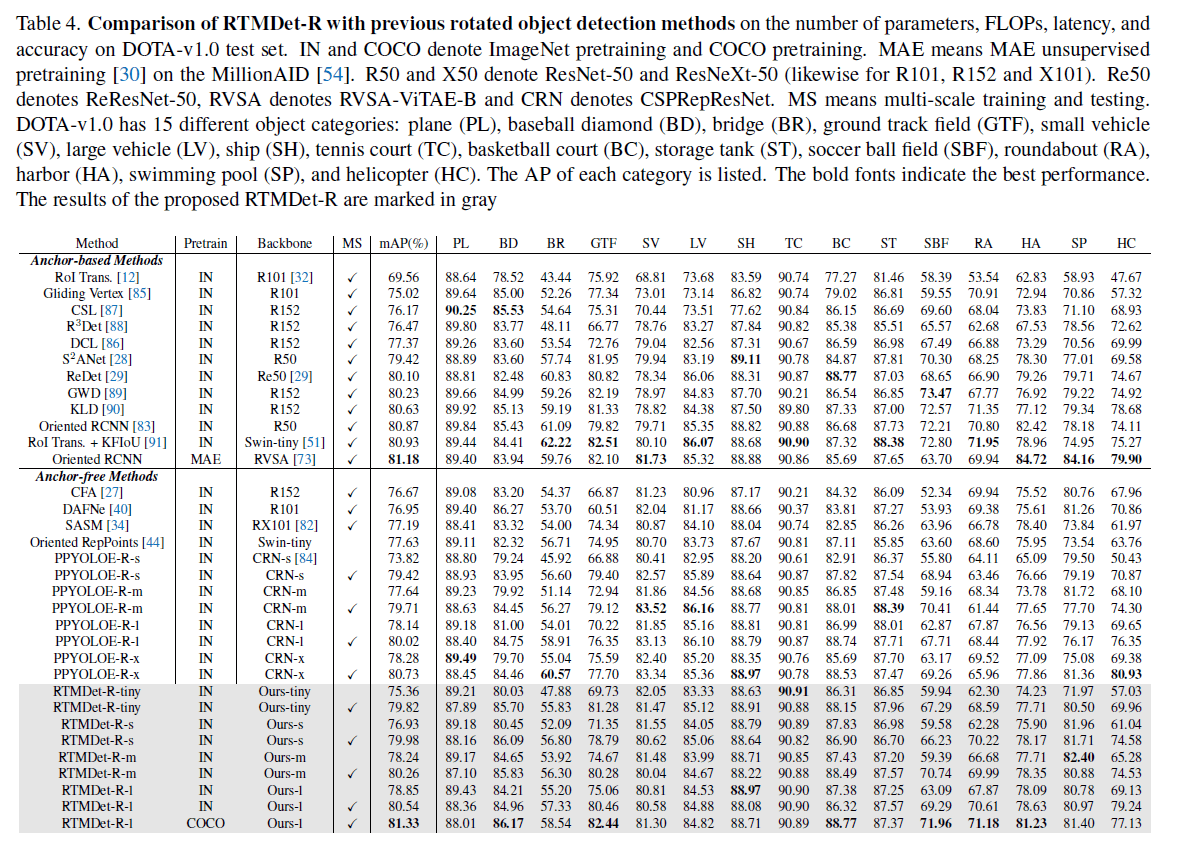 Table 4. Comparison of RTMDet-R with previous rotated object detection methods on the number of parameters, FLOPs, latency, and
accuracy on DOTA-v1.0 test set. IN and COCO denote ImageNet pretraining and COCO pretraining. MAE means MAE unsupervised
pretraining [30] on the MillionAID [54]. R50 and X50 denote ResNet-50 and ResNeXt-50 (likewise for R101, R152 and X101). Re50
denotes ReResNet-50, RVSA denotes RVSA-ViTAE-B and CRN denotes CSPRepResNet. MS means multi-scale training and testing.
DOTA-v1.0 has 15 different object categories: plane (PL), baseball diamond (BD), bridge (BR), ground track field (GTF), small vehicle
(SV), large vehicle (LV), ship (SH), tennis court (TC), basketball court (BC), storage tank (ST), soccer ball field (SBF), roundabout (RA),
harbor (HA), swimming pool (SP), and helicopter (HC). The AP of each category is listed. The bold fonts indicate the best performance.
The results of the proposed RTMDet-R are marked in gray
Method Pretrain Backbone MS mAP(%) PL BD BR GTF SV LV SH TC BC ST SBF RA HA SP HC
Anchor-based Methods
RoI Trans. [12] IN R101 [32] ✓ 69.56 88.64 78.52 43.44 75.92 68.81 73.68 83.59 90.74 77.27 81.46 58.39 53.54 62.83 58.93 47.67
Gliding Vertex [85] IN R101 ✓ 75.02 89.64 85.00 52.26 77.34 73.01 73.14 86.82 90.74 79.02 86.81 59.55 70.91 72.94 70.86 57.32
CSL [87] IN R152 ✓ 76.17 90.25 85.53 54.64 75.31 70.44 73.51 77.62 90.84 86.15 86.69 69.60 68.04 73.83 71.10 68.93
R³Det [88] IN R152 ✓ 76.47 89.80 83.77 48.11 66.77 78.76 83.27 87.84 90.82 85.38 85.51 65.57 62.68 67.53 78.56 72.62
DCL [86] IN R152 ✓ 77.37 89.26 83.60 53.54 72.76 79.04 82.56 87.31 90.67 86.59 86.98 67.49 66.88 73.29 70.56 69.99
S²ANet [28] IN R50 ✓ 79.42 88.89 83.60 57.74 81.95 79.94 83.19 89.11 90.78 84.87 87.81 70.30 68.25 78.30 77.01 69.58
ReDet [29] IN Re50 [29] ✓ 80.10 88.81 82.48 60.83 80.82 78.34 86.06 88.31 90.87 88.77 87.03 68.65 66.90 79.26 79.71 74.67
GWD [89] IN R152 ✓ 80.23 89.66 84.99 59.26 82.19 78.97 84.83 87.70 90.21 86.54 86.85 73.47 67.77 76.92 79.22 74.92
KLD [90] IN R152 ✓ 80.63 89.92 85.13 59.19 81.33 78.82 84.38 87.50 89.80 87.33 87.00 72.57 71.35 77.12 79.34 78.68
Oriented RCNN [83] IN R50 ✓ 80.87 89.84 85.43 61.09 79.82 79.71 85.35 88.82 90.88 86.68 87.73 72.21 70.80 82.42 78.18 74.11
RoI Trans. + KFIoU [91] IN Swin-tiny [51] ✓ 80.93 89.44 84.41 62.22 82.51 80.10 86.07 88.68 90.90 87.32 88.38 72.80 71.95 78.96 74.95 75.27
Oriented RCNN MAE RVSA [73] ✓ 81.18 89.40 83.94 59.76 82.10 81.73 85.32 88.88 90.86 85.69 87.65 63.70 69.94 84.72 84.16 79.90
Anchor-free Methods
CFA [27] IN R152 ✓ 76.67 89.08 83.20 54.37 66.87 81.23 80.96 87.17 90.21 84.32 86.09 52.34 69.94 75.52 80.76 67.96
DAFNe [40] IN R101 ✓ 76.95 89.40 86.27 53.70 60.51 82.04 81.17 88.66 90.37 83.81 87.27 53.93 69.38 75.61 81.26 70.86
SASM [34] IN RX101 [82] ✓ 77.19 88.41 83.32 54.00 74.34 80.87 84.10 88.04 90.74 82.85 86.26 63.96 66.78 78.40 73.84 61.97
Oriented RepPoints [44] IN Swin-tiny 77.63 89.11 82.32 56.71 74.95 80.70 83.73 87.67 90.81 87.11 85.85 63.60 68.60 75.95 73.54 63.76
PPYOLOE-R-s IN CRN-s [84] 73.82 88.80 79.24 45.92 66.88 80.41 82.95 88.20 90.61 82.91 86.37 55.80 64.11 65.09 79.50 50.43
PPYOLOE-R-s IN CRN-s ✓ 79.42 88.93 83.95 56.60 79.40 82.57 85.89 88.64 90.87 87.82 87.54 68.94 63.46 76.66 79.19 70.87
PPYOLOE-R-m IN CRN-m 77.64 89.23 79.92 51.14 72.94 81.86 84.56 88.68 90.85 86.85 87.48 59.16 68.34 73.78 81.72 68.10
PPYOLOE-R-m IN CRN-m ✓ 79.71 88.63 84.45 56.27 79.12 83.52 86.16 88.77 90.81 88.01 88.39 70.41 61.44 77.65 77.70 74.30
PPYOLOE-R-l IN CRN-l 78.14 89.18 81.00 54.01 70.22 81.85 85.16 88.81 90.81 86.99 88.01 62.87 67.87 76.56 79.13 69.65
PPYOLOE-R-l IN CRN-l ✓ 80.02 88.40 84.75 58.91 76.35 83.13 86.10 88.79 90.87 88.74 87.71 67.71 68.44 77.92 76.17 76.35
PPYOLOE-R-x IN CRN-x 78.28 89.49 79.70 55.04 75.59 82.40 85.20 88.35 90.76 85.69 87.70 63.17 69.52 77.09 75.08 69.38
PPYOLOE-R-x IN CRN-x ✓ 80.73 88.45 84.46 60.57 77.70 83.34 85.36 88.97 90.78 88.53 87.47 69.26 65.96 77.86 81.36 80.93
RTMDet-R-tiny IN Ours-tiny 75.36 89.21 80.03 47.88 69.73 82.05 83.33 88.63 90.91 86.31 86.85 59.94 62.30 74.23 71.97 57.03
RTMDet-R-tiny IN Ours-tiny ✓ 79.82 87.89 85.70 55.83 81.28 81.47 85.12 88.91 90.88 88.15 87.96 67.29 68.59 77.71 80.50 69.96
RTMDet-R-s IN Ours-s 76.93 89.18 80.45 52.09 71.35 81.55 84.05 88.79 90.89 87.83 86.98 59.58 62.28 75.90 81.96 61.04
RTMDet-R-s IN Ours-s ✓ 79.98 88.16 86.09 56.80 78.79 80.62 85.06 88.64 90.82 86.90 86.70 66.23 70.22 78.17 81.71 74.58
RTMDet-R-m IN Ours-m 78.24 89.17 84.65 53.92 74.67 81.48 83.99 88.71 90.85 87.43 87.20 59.39 66.68 77.71 82.40 65.28
RTMDet-R-m IN Ours-m ✓ 80.26 87.10 85.83 56.30 80.28 80.04 84.67 88.22 90.88 88.49 87.57 70.74 69.99 78.35 80.88 74.53
RTMDet-R-l IN Ours-l 78.85 89.43 84.21 55.20 75.06 80.81 84.53 88.97 90.90 87.38 87.25 63.09 67.87 78.09 80.78 69.13
RTMDet-R-l IN Ours-l ✓ 80.54 88.36 84.96 57.33 80.46 80.58 84.88 88.08 90.90 86.32 87.57 69.29 70.61 78.63 80.97 79.24
RTMDet-R-l COCO Ours-l ✓ 81.33 88.01 86.17 58.54 82.44 81.30 84.82 88.71 90.89 88.77 87.37 71.96 71.18 81.23 81.40 77.13